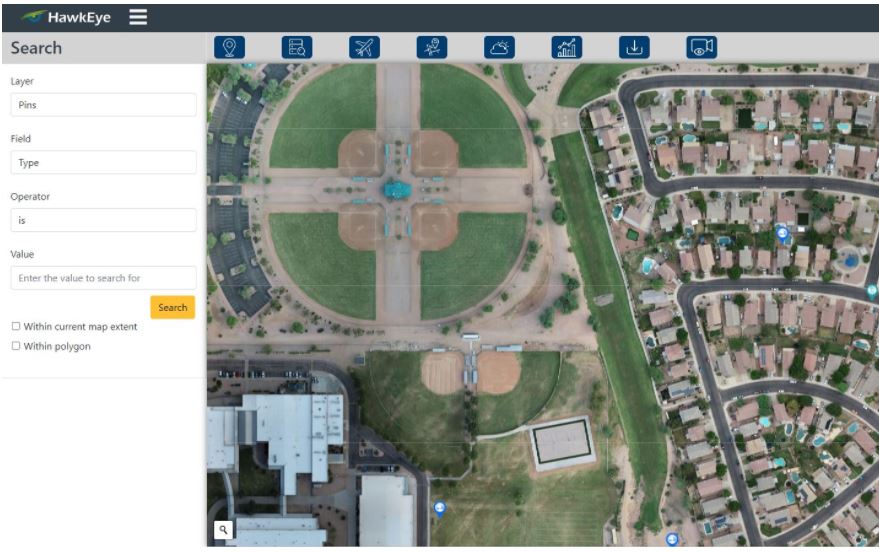 HawkEye
Search
Layer
Pins
Field
Type
Operator
is
Value
Enter the value to search for
Search
Within current map extent
Within polygon